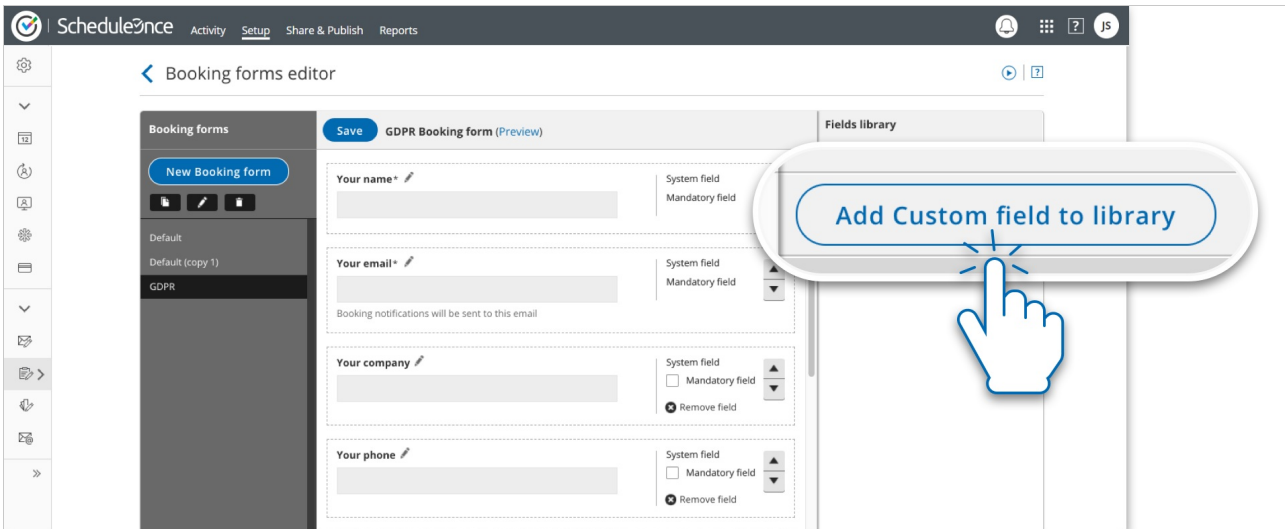 ScheduleOnce Activity Setup Share & Publish Reports ? JS
Booking forms editor ?
Booking forms
Save GDPR Booking form (Preview)
Fields library
New Booking form
Default
Default (copy 1)
GDPR
12
Your name*
System field
Mandatory field
Your email*
System field
Mandatory field
Booking notifications will be sent to this email
Your company
System field
Mandatory field
Remove field
Your phone
System field
Mandatory field
Remove field
Add Custom field to library